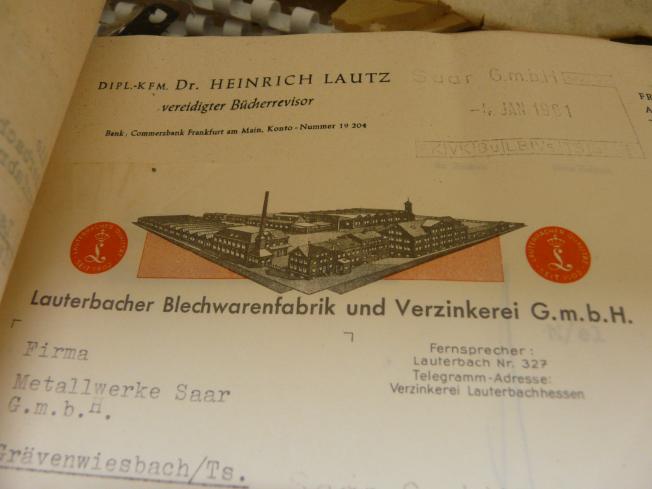 DIPL.-KFM. Dr. HEINRICH LAUTZ
vereidigter Bücherrevisor
Bank: Commerzbank Frankfurt am Main, Konto-Nummer 19 204
Saar G.m.b.H
-4. JAN 1961
FR
A
Lauterbacher Blechwarenfabrik und Verzinkerei G.m.b.H.
Firma
Metallwerke Saar
G.m.b.H.
Grävenwiesbach/Ts.
Fernsprecher:
Lauterbach Nr. 327
Telegramm-Adresse:
Verzinkerei Lauterbachhessen